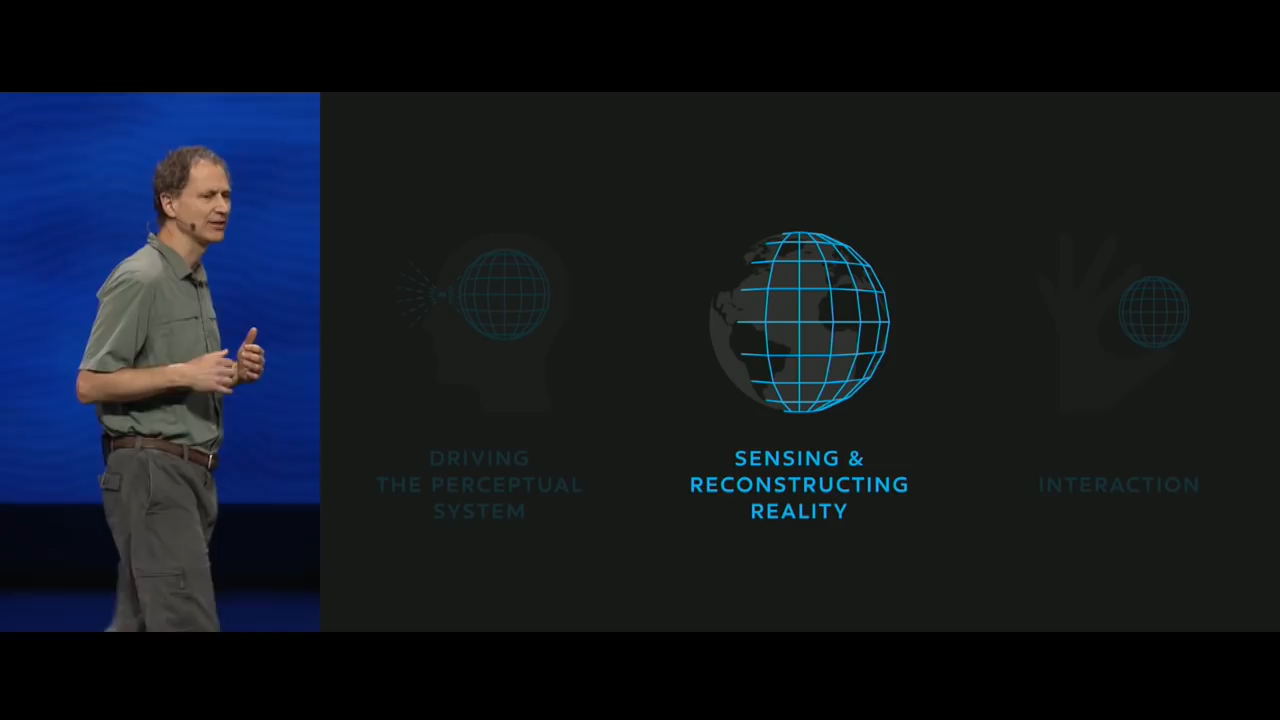 DRIVING
THE PERCEPTUAL
SYSTEM
SENSING &
RECONSTRUCTING
REALITY
INTERACTION